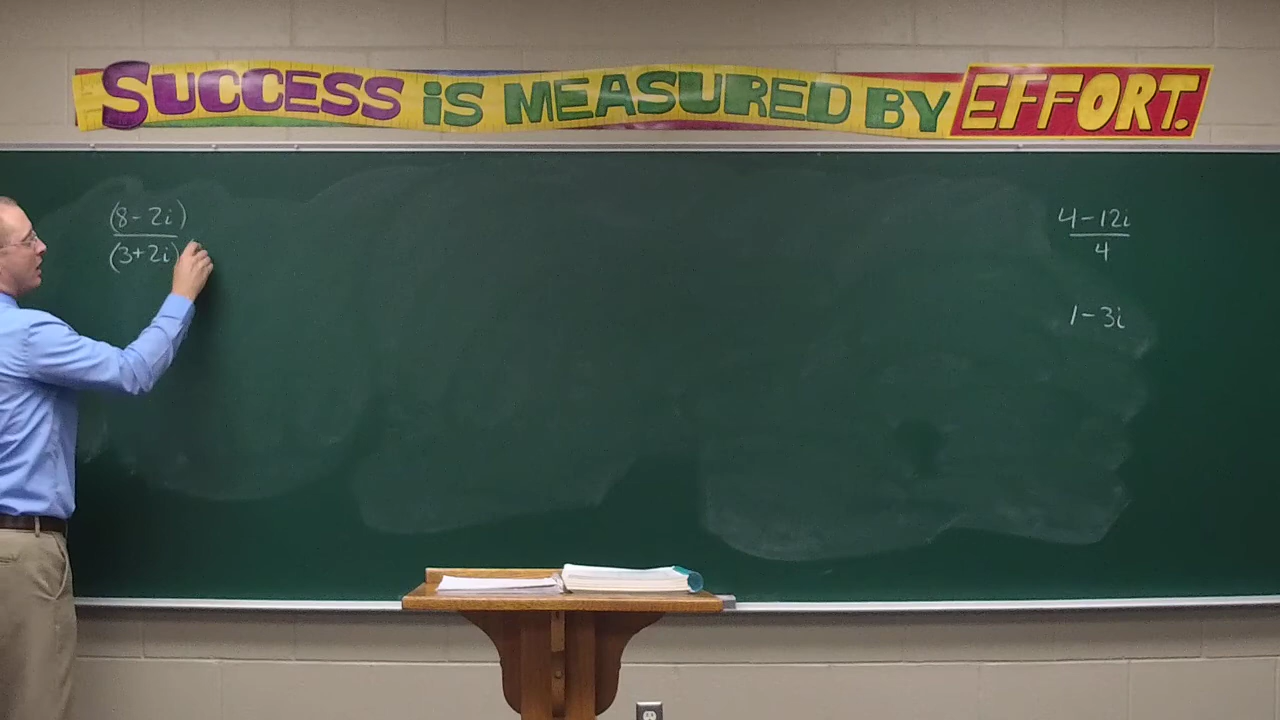 SUCCESS iS MEASURED BY EFFORT.
(8-2i)
(3+2i)
4-12i
4
1-3i